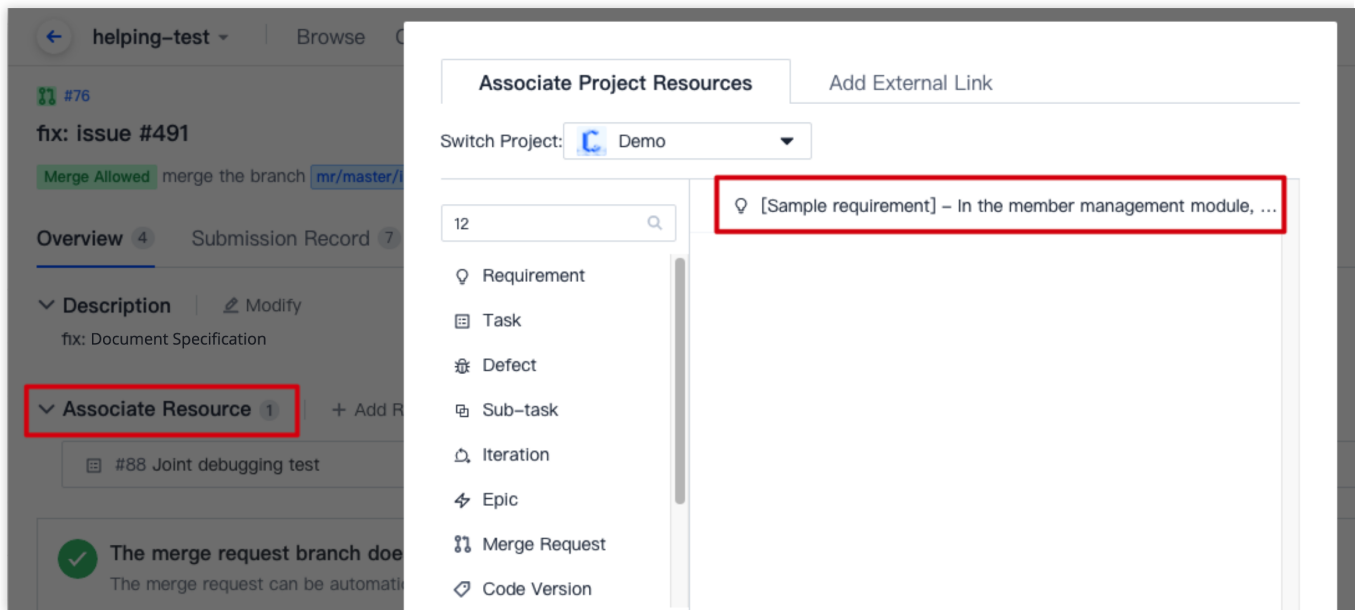 helping-test
Browse
#76
fix: issue #491
Merge Allowed merge the branch mr/master/
Overview 4 Submission Record 7
Description Modify
fix: Document Specification
Associate Resource 1 + Add
#88 Joint debugging test
The merge request branch
The merge request can be
Associate Project Resources Add External Link
Switch Project: Demo
12
Requirement
Task
Defect
Sub-task
Iteration
Epic
Merge Request
Code Version
[Sample requirement] – In the member management module, ...